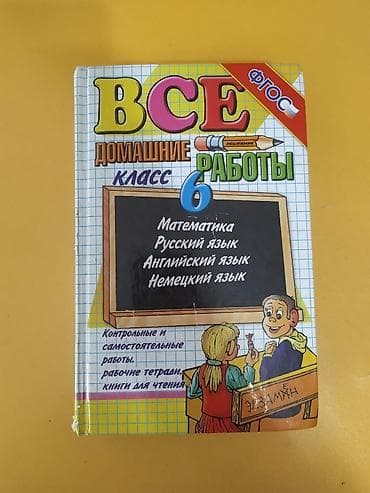 ВСЕ
ФГОС
ДОМАШНИЕ
РАБОТЫ
КЛАСС
6
Математика
Русский язык
Английский язык
Немецкий язык
Контрольные и
самостоятельные
работы,
рабочие тетради,
книги для чтения